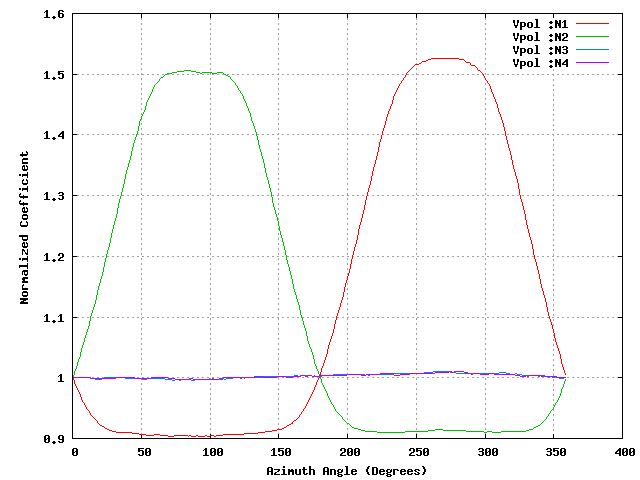 1.6
1.5
1.4
1.3
1.2
1.1
1
0.9
0 50 100 150 200 250 300 350 400
Normalized Coefficient
Azimuth Angle (Degrees)
Vpol :N1
Vpol :N2
Vpol :N3
Vpol :N4